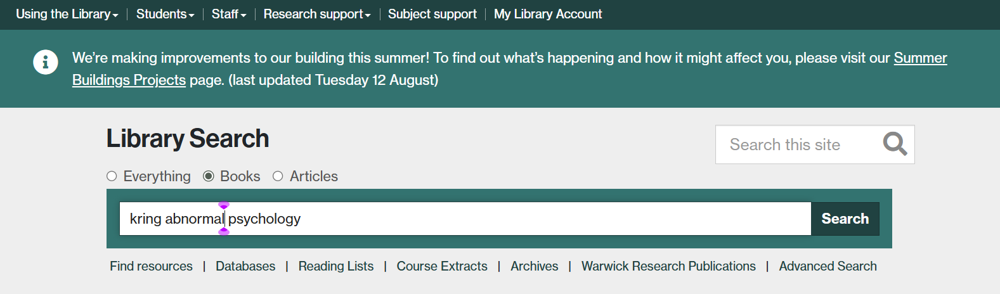 Using the Library Students Staff Research support Subject support My Library Account
We're making improvements to our building this summer! To find out what's happening and how it might affect you, please visit our Summer
Buildings Projects page. (last updated Tuesday 12 August)
Library Search
Search this site
Everything Books Articles
kring abnormal psychology
Search
Find resources | Databases | Reading Lists | Course Extracts | Archives | Warwick Research Publications | Advanced Search